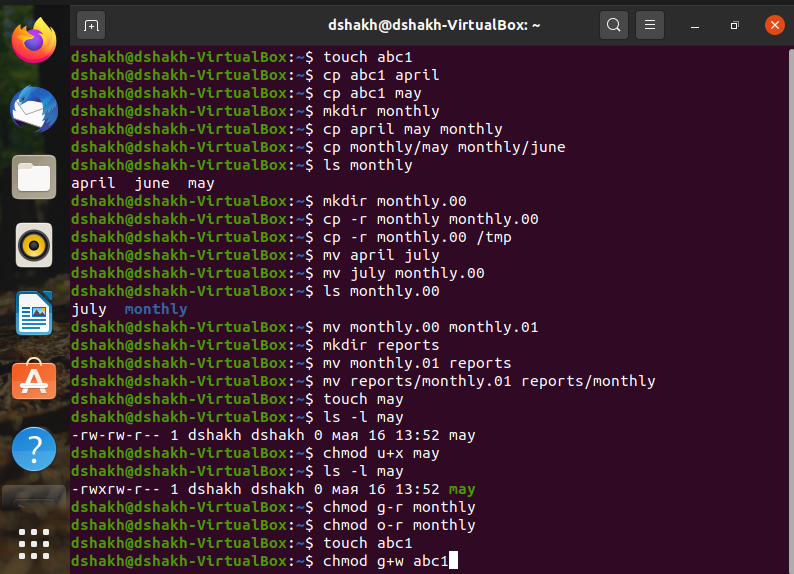 dshakh@dshakh-VirtualBox: ~
dshakh@dshakh-VirtualBox:~$ touch abc1
dshakh@dshakh-VirtualBox:~$ cp abc1 april
dshakh@dshakh-VirtualBox:~$ cp abc1 may
dshakh@dshakh-VirtualBox:~$ mkdir monthly
dshakh@dshakh-VirtualBox:~$ cp april may monthly
dshakh@dshakh-VirtualBox:~$ cp monthly/may monthly/june
dshakh@dshakh-VirtualBox:~$ ls monthly
april  june  may
dshakh@dshakh-VirtualBox:~$ mkdir monthly.00
dshakh@dshakh-VirtualBox:~$ cp -r monthly monthly.00
dshakh@dshakh-VirtualBox:~$ cp -r monthly.00 /tmp
dshakh@dshakh-VirtualBox:~$ mv april july
dshakh@dshakh-VirtualBox:~$ mv july monthly.00
dshakh@dshakh-VirtualBox:~$ ls monthly.00
july  monthly
dshakh@dshakh-VirtualBox:~$ mv monthly.00 monthly.01
dshakh@dshakh-VirtualBox:~$ mkdir reports
dshakh@dshakh-VirtualBox:~$ mv monthly.01 reports
dshakh@dshakh-VirtualBox:~$ mv reports/monthly.01 reports/monthly
dshakh@dshakh-VirtualBox:~$ touch may
dshakh@dshakh-VirtualBox:~$ ls -l may
-rw-rw-r-- 1 dshakh dshakh 0 мая 16 13:52 may
dshakh@dshakh-VirtualBox:~$ chmod u+x may
dshakh@dshakh-VirtualBox:~$ ls -l may
-rwxrw-r-- 1 dshakh dshakh 0 мая 16 13:52 may
dshakh@dshakh-VirtualBox:~$ chmod g-r monthly
dshakh@dshakh-VirtualBox:~$ chmod o-r monthly
dshakh@dshakh-VirtualBox:~$ touch abc1
dshakh@dshakh-VirtualBox:~$ chmod g+w abc1